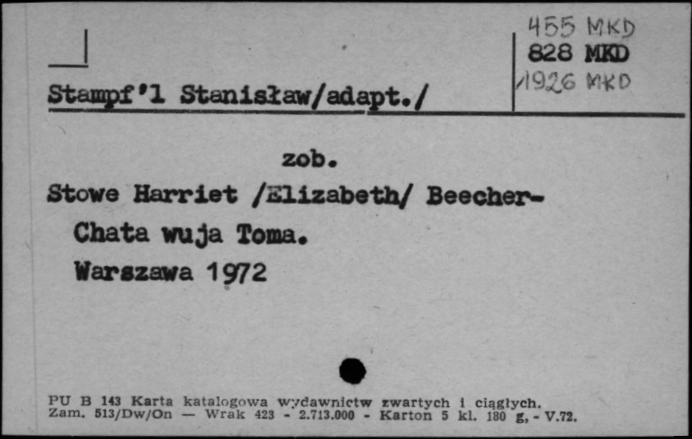 455 MKD
828 MKD
1926 MKD
Stampf'l Stanisław/adapt./
zob.
Stowe Harriet /Elizabeth/ Beecher-
Chata wuja Toma.
Warszawa 1972
PU B 143 Karta katalogowa wydawnictw zwartych i ciągłych.
Zam. 513/Dw/On — Wrak 423 - 2.713.000 - Karton 5 kl. 180 g, - V.72.